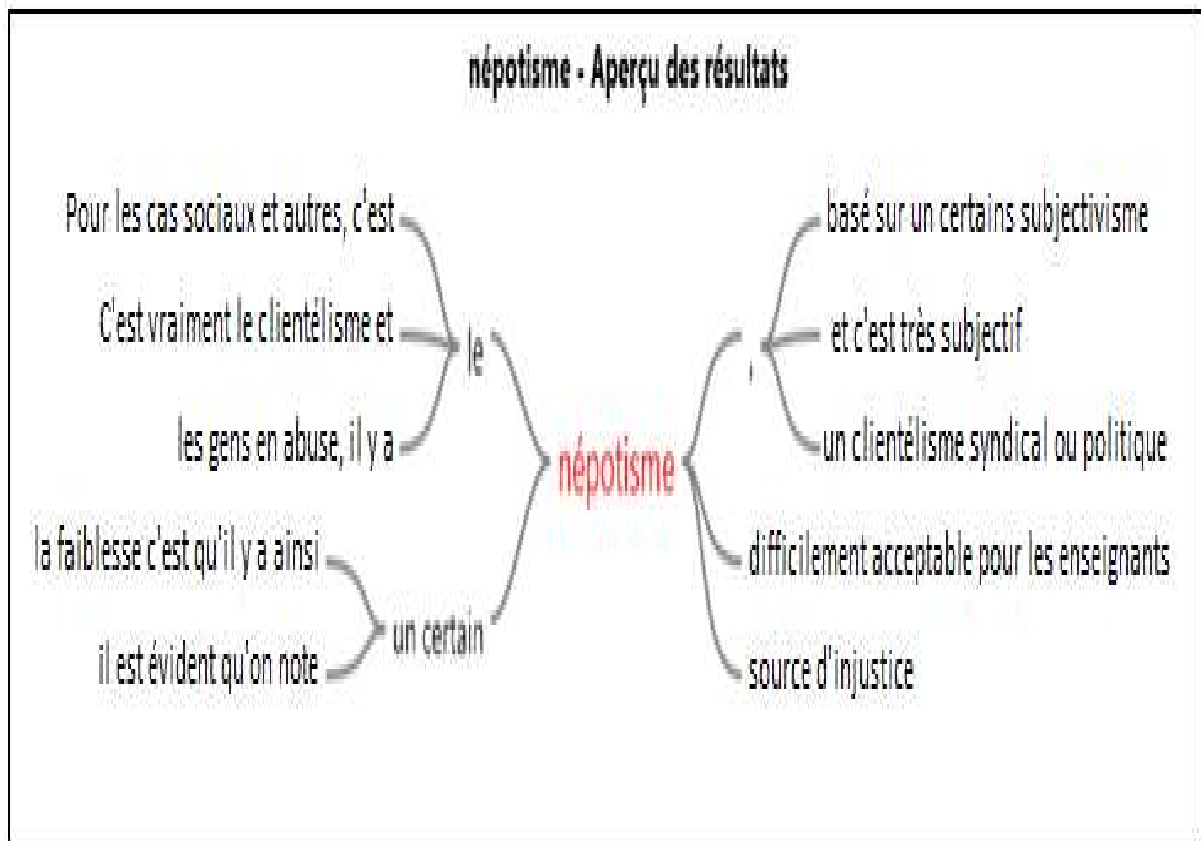 népotisme - Aperçu des résultats
Pour les cas sociaux et autres, c'est
C'est vraiment le clientélisme et
les gens en abuse, il y a
le
la faiblesse c'est qu'il y a ainsi
il est évident qu'on note
un certain
népotisme
,
basé sur un certains subjectivisme
et c'est très subjectif
un clientélisme syndical ou politique
difficilement acceptable pour les enseignants
source d'injustice